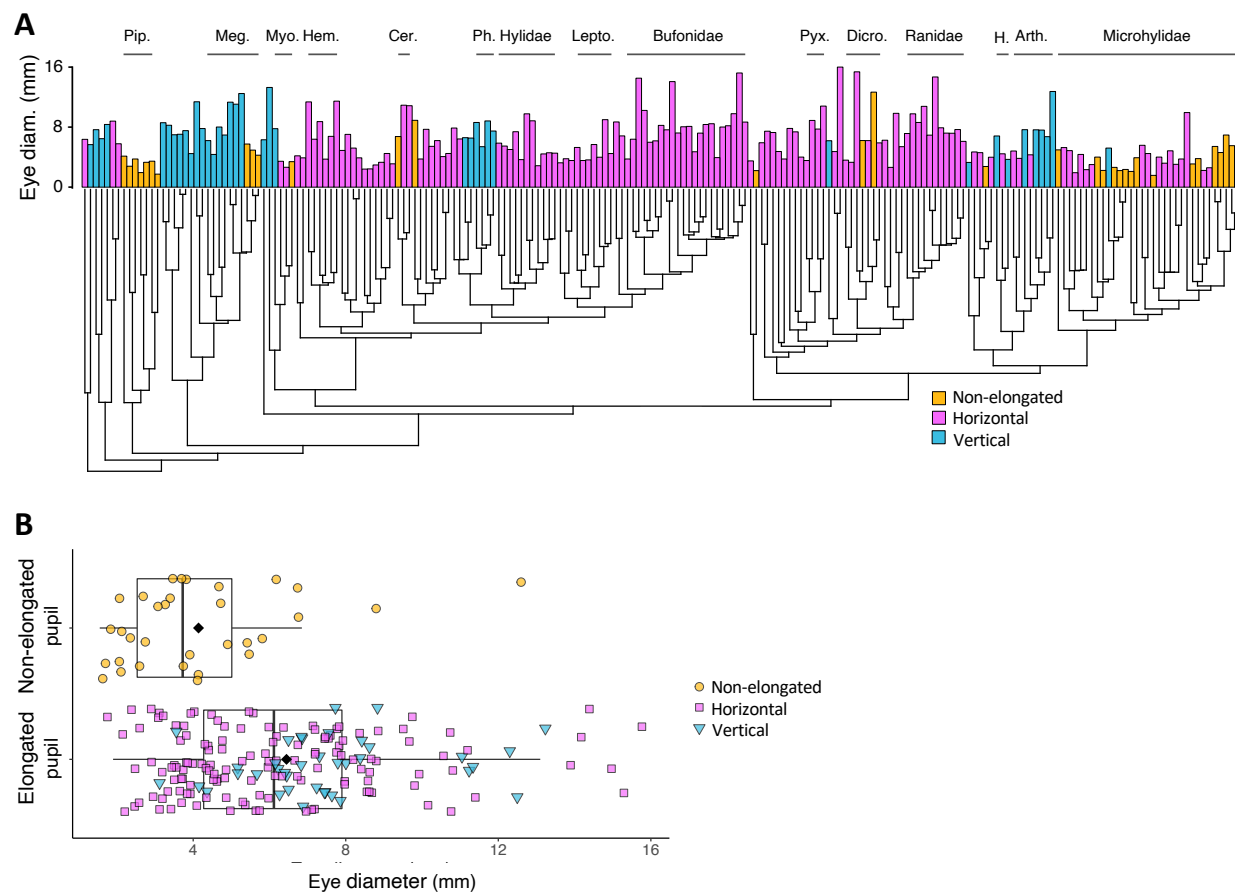 A
Pip. Meg. Myo. Hem. Cer. Ph. Hylidae Lepto. Bufonidae Pyx. Dicro. Ranidae H. Arth. Microhylidae
Eye diam. (mm)
16
8
0
Non-elongated
Horizontal
Vertical
B
Non-elongated
pupil
Elongated
pupil
Non-elongated
Horizontal
Vertical
4 8 12 16
Eye diameter (mm)